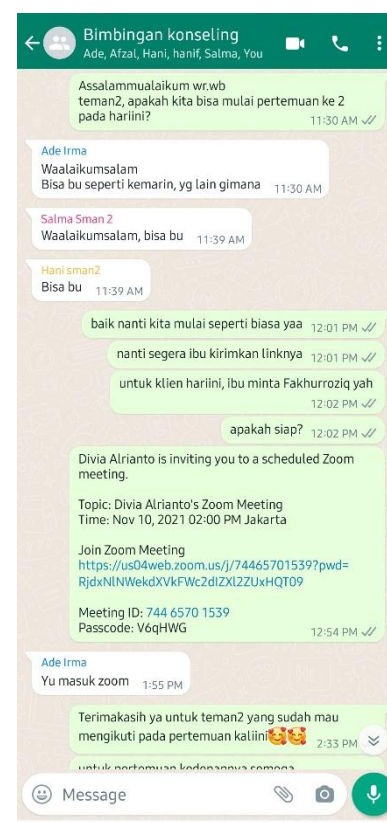 Bimbingan konseling
Ade, Afzal, Hani, hanif, Salma, You
Assalammualaikum wr.wb
teman2, apakah kita bisa mulai pertemuan ke 2
pada hariini?
11:30 AM
Ade Irma
Waalaikumsalam
Bisa bu seperti kemarin, yg lain gimana 11:30 AM
Salma Sman 2
Waalaikumsalam, bisa bu 11:39 AM
Hani sman2
Bisa bu 11:39 AM
baik nanti kita mulai seperti biasa yaa 12:01 PM
nanti segera ibu kirimkan linknya 12:01 PM
untuk klien hariini, ibu minta Fakhurroziq yah
12:02 PM
apakah siap? 12:02 PM
Divia Alrianto is inviting you to a scheduled Zoom
meeting.
Topic: Divia Alrianto's Zoom Meeting
Time: Nov 10, 2021 02:00 PM Jakarta
Join Zoom Meeting
https://us04web.zoom.us/j/74465701539?pwd=
RjdxNlNWekdXVkFWc2dIZXl2ZUxHQT09
Meeting ID: 744 6570 1539
Passcode: V6qHWG
12:54 PM
Ade Irma
Yu masuk zoom 1:55 PM
Terimakasih ya untuk teman2 yang sudah mau
mengikuti pada pertemuan kaliini🥰🥰
2:33 PM
untuk pertemuan kedepannya semoga
Message